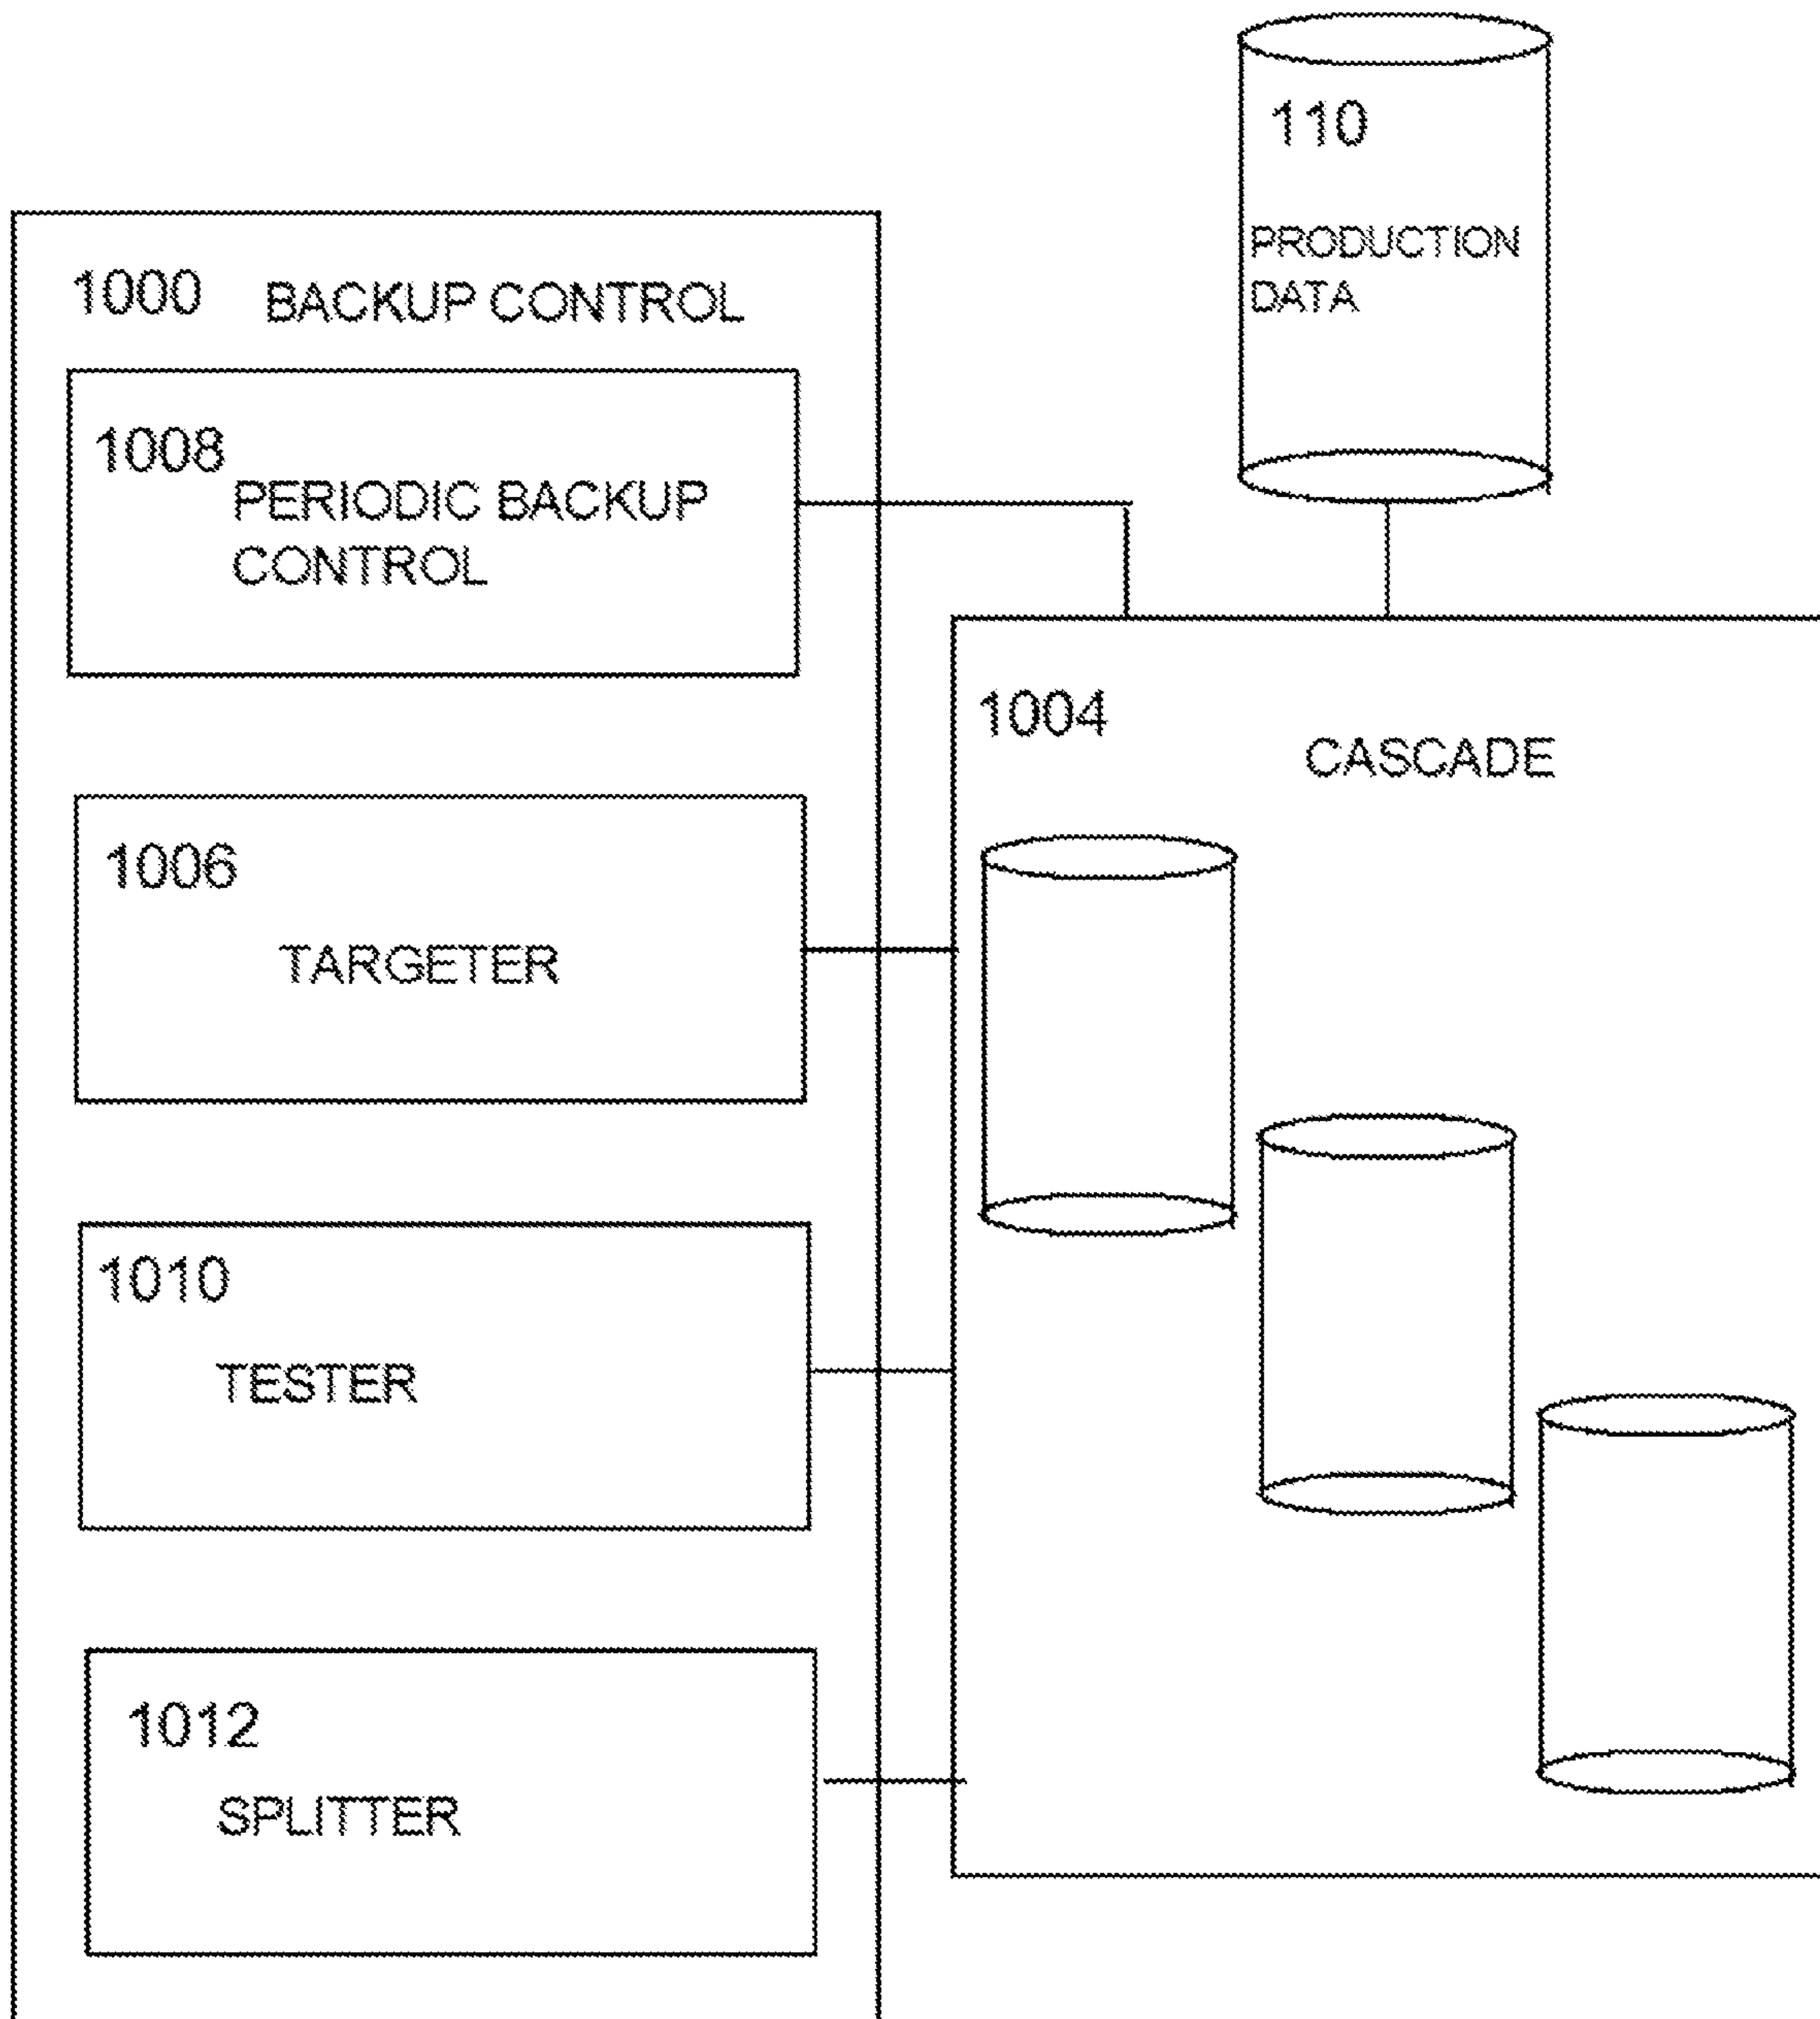 110
PRODUCTION
DATA
1000 BACKUP CONTROL
1008
PERIODIC BACKUP
CONTROL
1004
CASCADE
1006
TARGETER
1010
TESTER
1012
SPLITTER